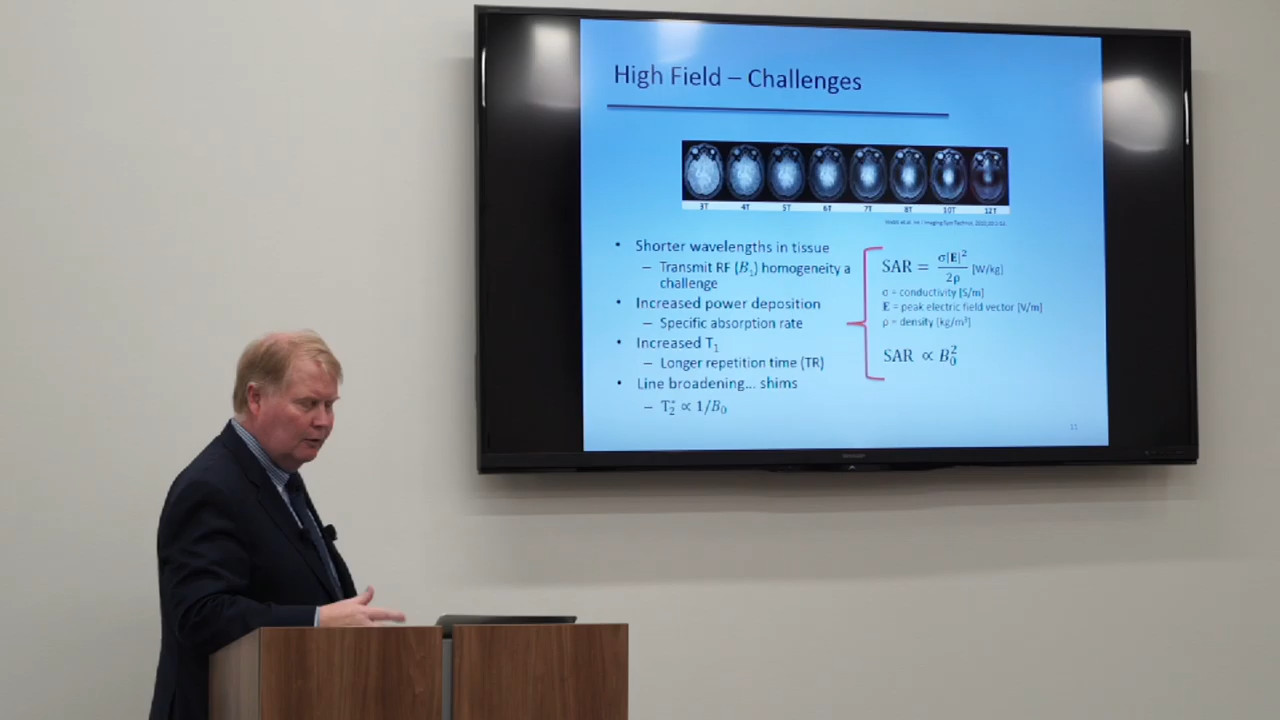 High Field – Challenges
3T 4T 5T 6T 7T 8T 10T 12T
• Shorter wavelengths in tissue
– Transmit RF (B₁) homogeneity a
challenge
• Increased power deposition
– Specific absorption rate
• Increased T₁
– Longer repetition time (TR)
• Line broadening... shims
– T₂* ∝ 1/B₀
SAR = σ|E|²/2ρ [W/kg]
σ = conductivity [S/m]
E = peak electric field vector [V/m]
ρ = density [kg/m³]
SAR ∝ B₀²
11
SHARP